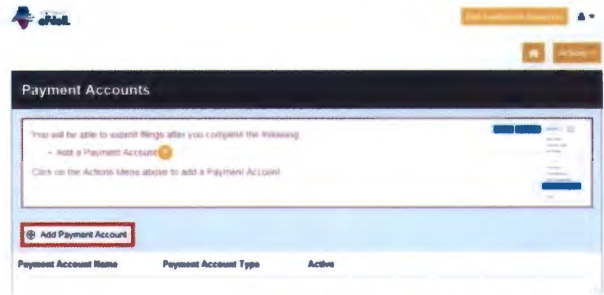 Actions
Payment Accounts
You will be able to submit filings after you complete the following:
- Add a Payment Account
Click on the Actions Menu above to add a Payment Account
Add Payment Account
Payment Account Name Payment Account Type Active